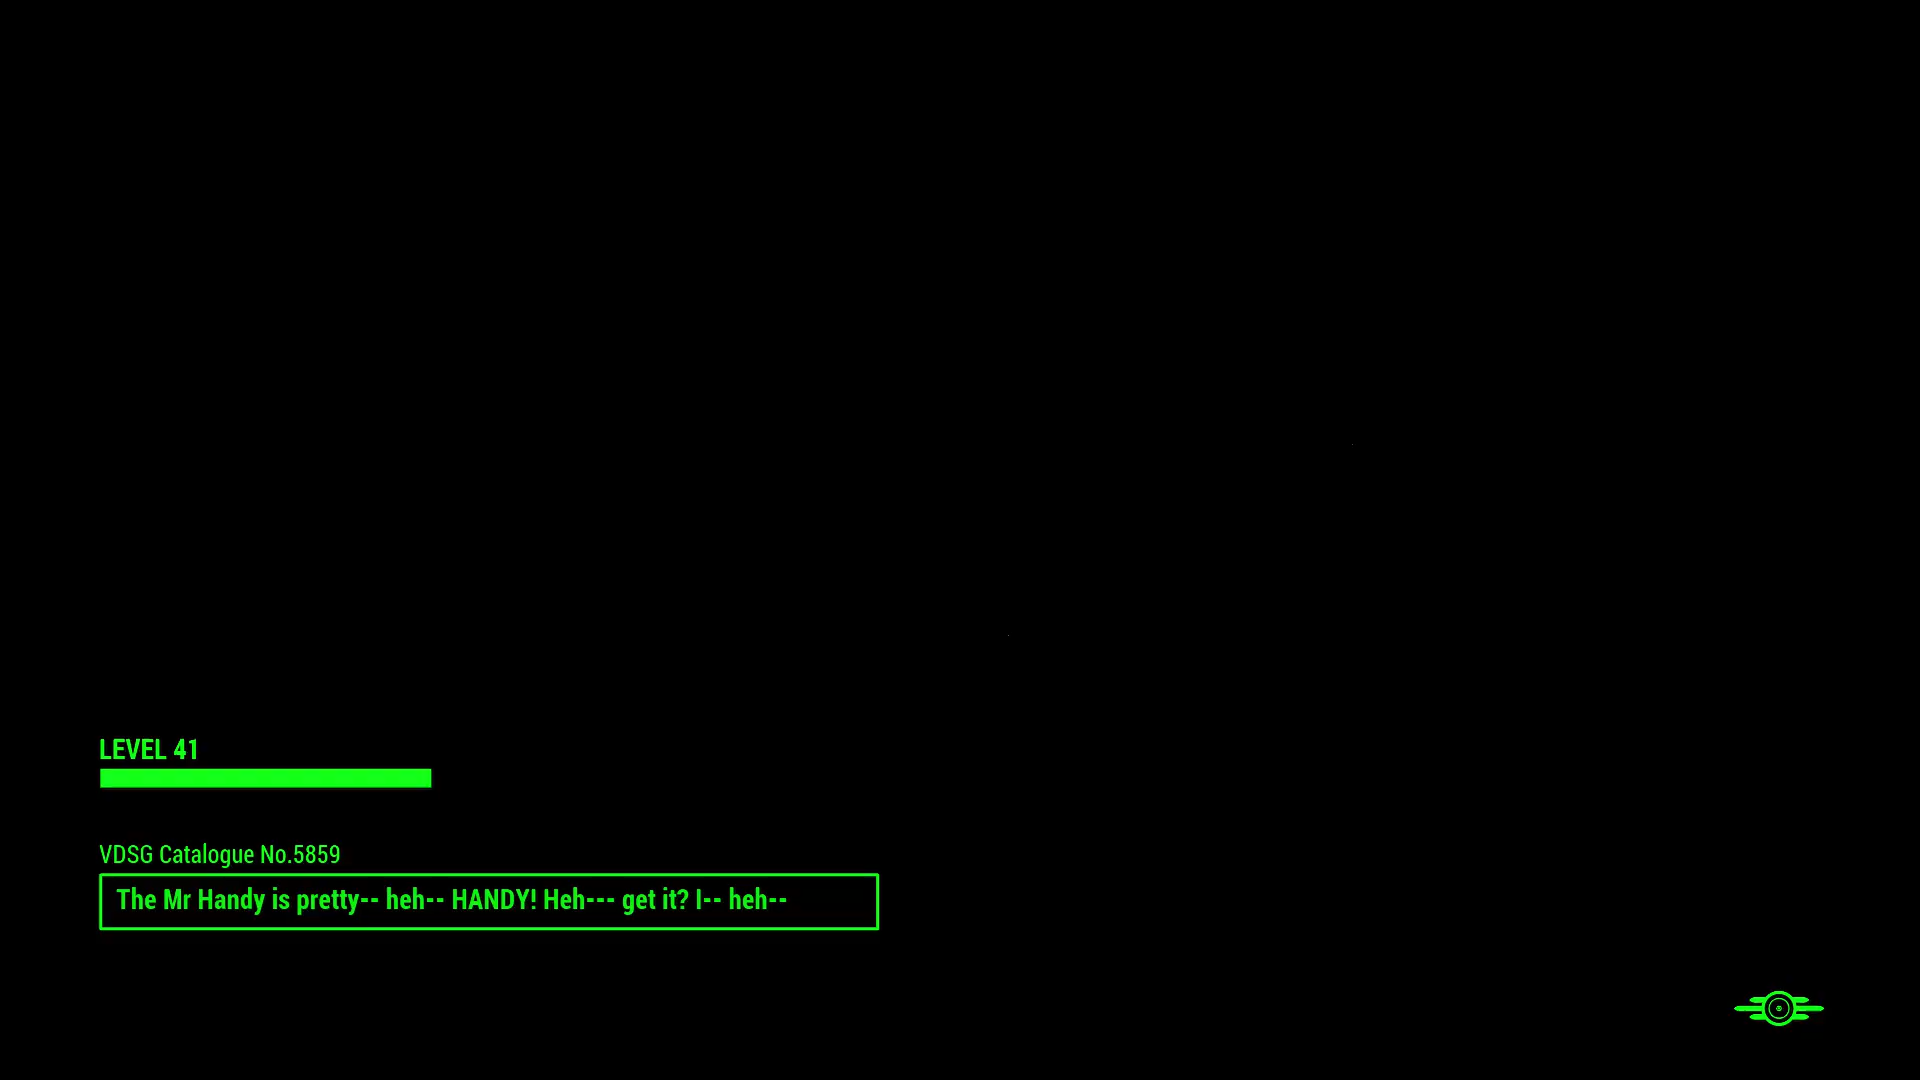 LEVEL 41
VDSG Catalogue No.5859
The Mr Handy is pretty-- heh-- HANDY! Heh--- get it? I-- heh--